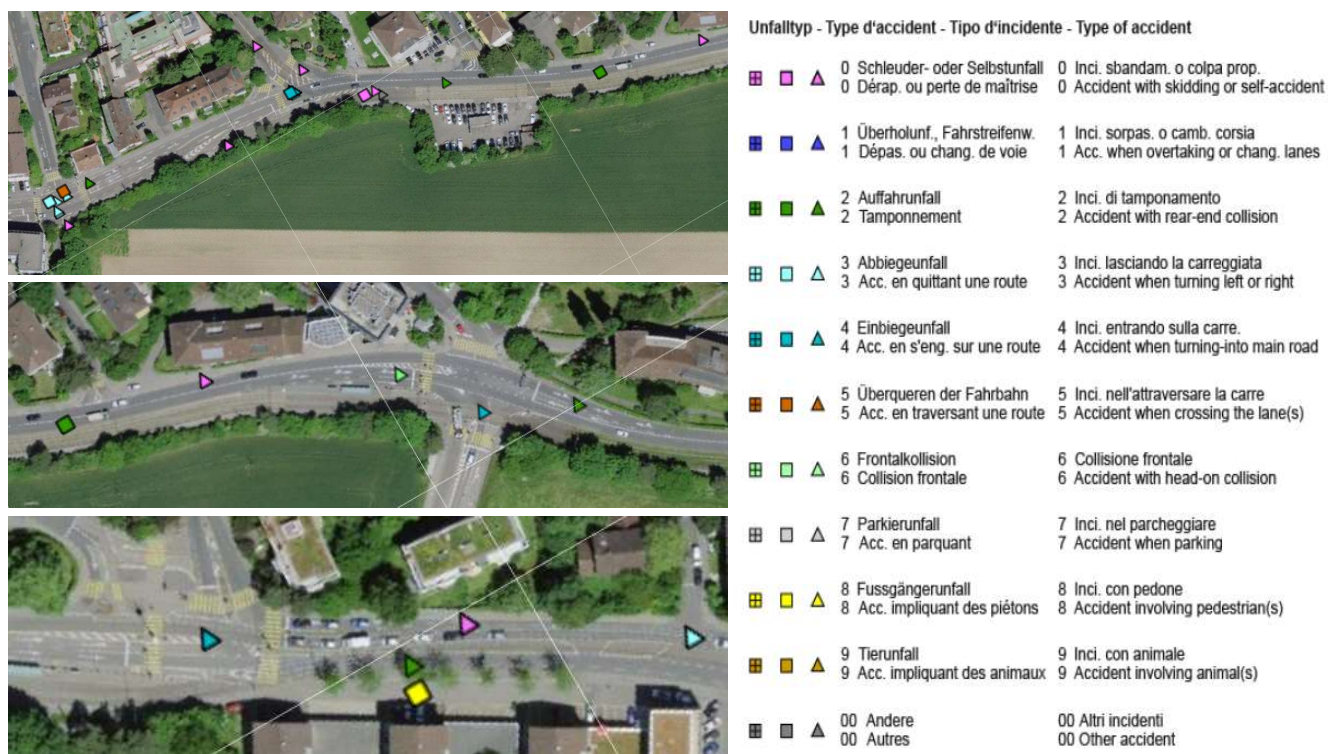 Unfalltyp - Type d'accident - Tipo d'incidente - Type of accident
0 Schleuder- oder Selbstunfall 0 Inci. sbandam. o colpa prop.
0 Dérap. ou perte de maîtrise 0 Accident with skidding or self-accident
1 Überholunf., Fahrstreifenw. 1 Inci. sorpas. o camb. corsia
1 Dépas. ou chang. de voie 1 Acc. when overtaking or chang. lanes
2 Auffahrunfall 2 Inci. di tamponamento
2 Tamponnement 2 Accident with rear-end collision
3 Abbiegeunfall 3 Inci. lasciando la carreggiata
3 Acc. en quittant une route 3 Accident when turning left or right
4 Einbiegeunfall 4 Inci. entrando sulla carre.
4 Acc. en s'eng. sur une route 4 Accident when turning-into main road
5 Überqueren der Fahrbahn 5 Inci. nell'attraversare la carre
5 Acc. en traversant une route 5 Accident when crossing the lane(s)
6 Frontalkollision 6 Collisione frontale
6 Collision frontale 6 Accident with head-on collision
7 Parkierunfall 7 Inci. nel parcheggiare
7 Acc. en parquant 7 Accident when parking
8 Fussgängerunfall 8 Inci. con pedone
8 Acc. impliquant des piétons 8 Accident involving pedestrian(s)
9 Tierunfall 9 Inci. con animale
9 Acc. impliquant des animaux 9 Accident involving animal(s)
00 Andere 00 Altri incidenti
00 Autres 00 Other accident